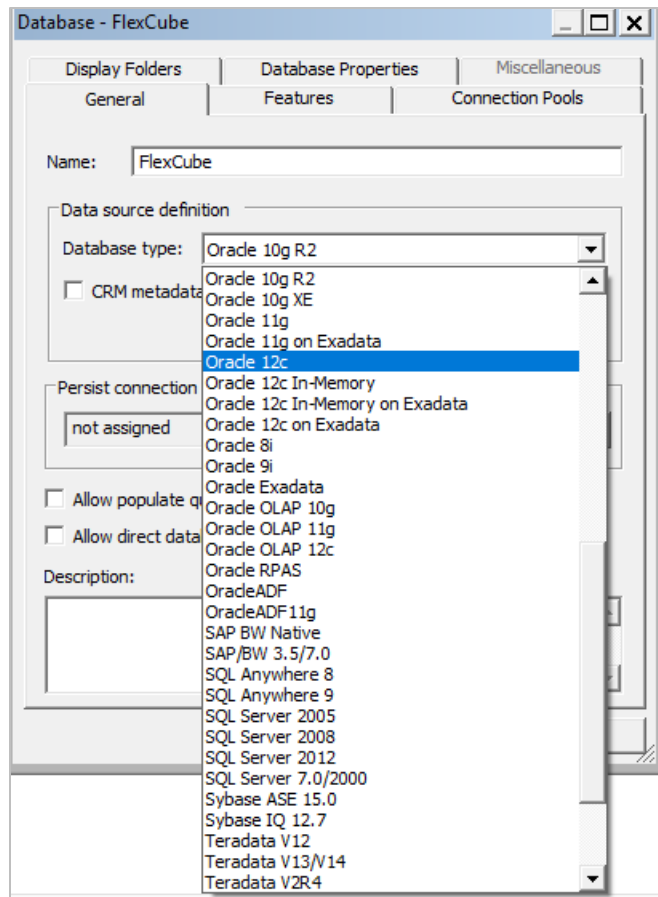 Database - FlexCube
Display Folders Database Properties Miscellaneous
General Features Connection Pools
Name: FlexCube
Data source definition
Database type: Oracle 10g R2
CRM metadata
Persist connection
not assigned
Allow populate qu
Allow direct datab
Description:
Oracle 10g R2
Oracle 10g XE
Oracle 11g
Oracle 11g on Exadata
Oracle 12c
Oracle 12c In-Memory
Oracle 12c In-Memory on Exadata
Oracle 12c on Exadata
Oracle 8i
Oracle 9i
Oracle Exadata
Oracle OLAP 10g
Oracle OLAP 11g
Oracle OLAP 12c
Oracle RPAS
OracleADF
OracleADF11g
SAP BW Native
SAP/BW 3.5/7.0
SQL Anywhere 8
SQL Anywhere 9
SQL Server 2005
SQL Server 2008
SQL Server 2012
SQL Server 7.0/2000
Sybase ASE 15.0
Sybase IQ 12.7
Teradata V12
Teradata V13/V14
Teradata V2R4